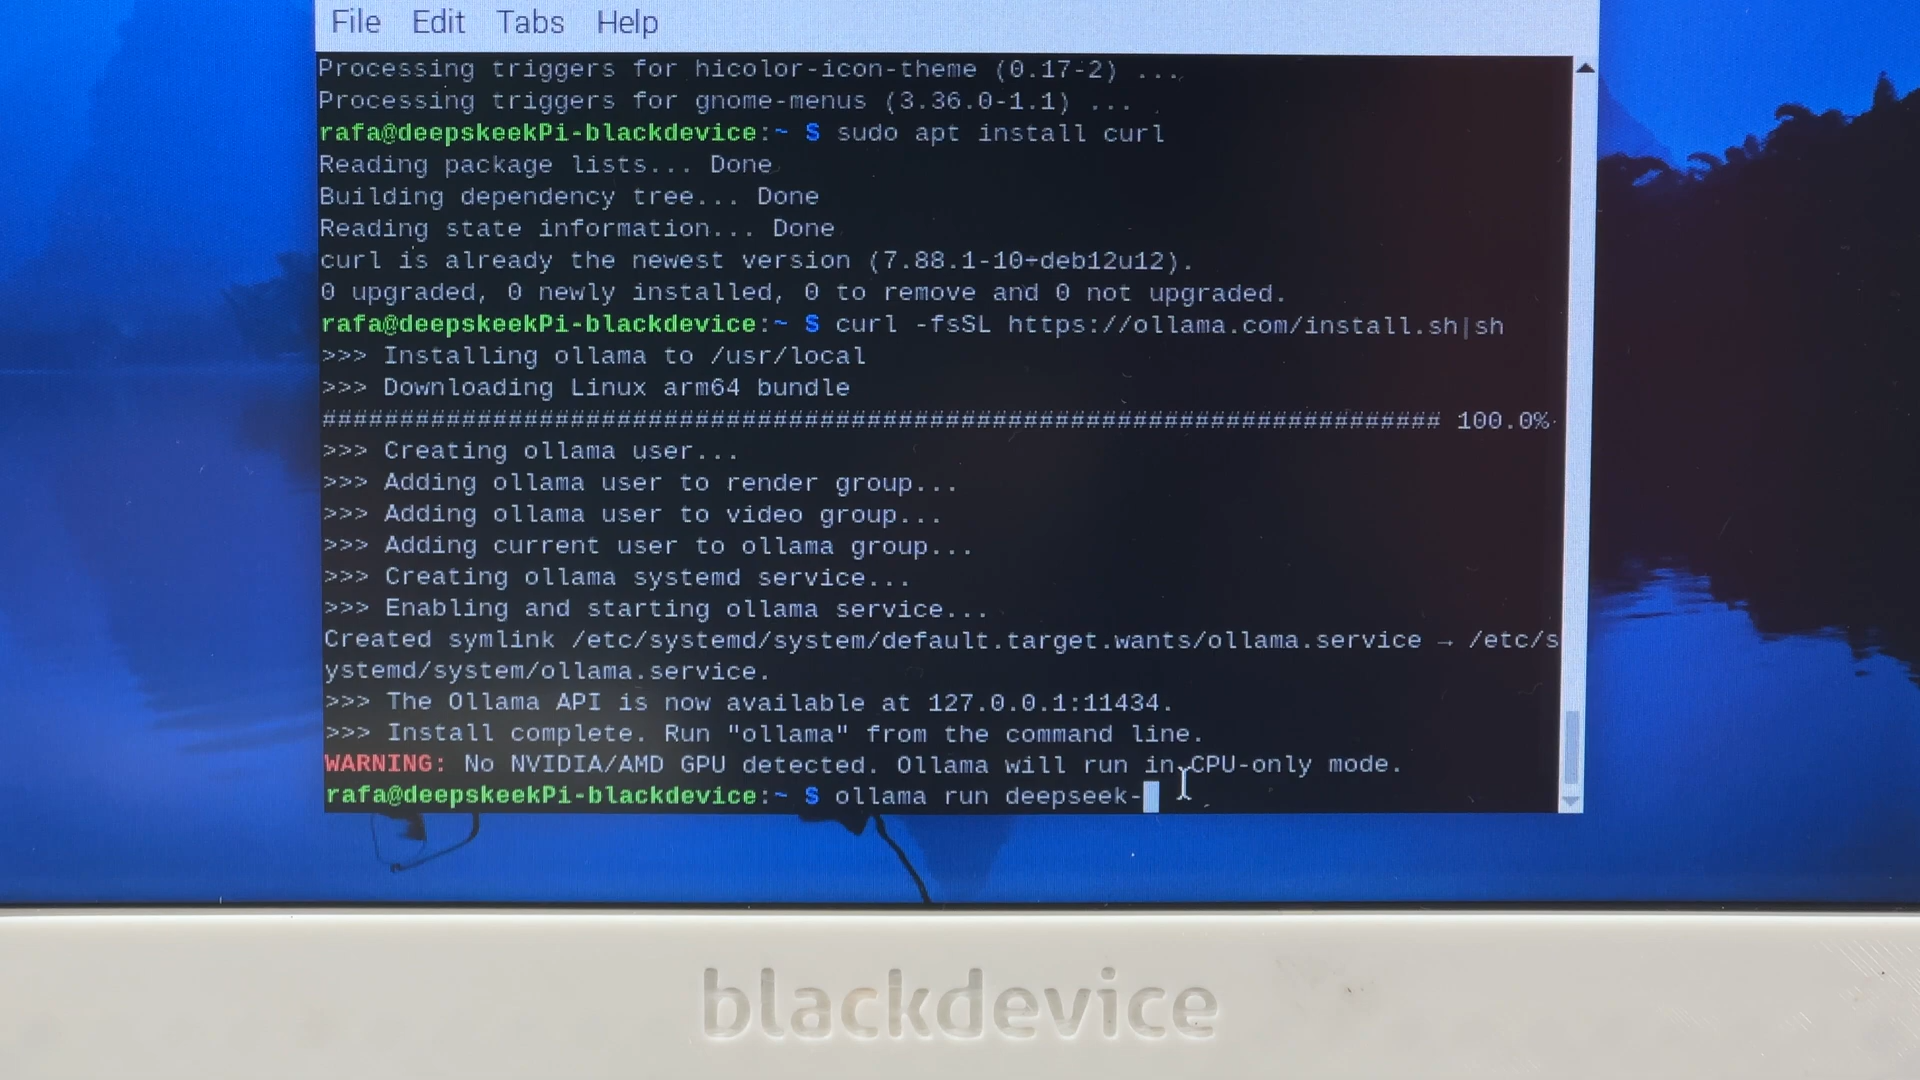 File Edit Tabs Help
Processing triggers for hicolor-icon-theme (0.17-2) ...
Processing triggers for gnome-menus (3.36.0-1.1) ...
rafa@deepskeekPi-blackdevice:~ $ sudo apt install curl
Reading package lists... Done
Building dependency tree... Done
Reading state information... Done
curl is already the newest version (7.88.1-10+deb12u12).
0 upgraded, 0 newly installed, 0 to remove and 0 not upgraded.
rafa@deepskeekPi-blackdevice:~ $ curl -fsSL https://ollama.com/install.sh|sh
>>> Installing ollama to /usr/local
>>> Downloading Linux arm64 bundle
######################################################################## 100.0%
>>> Creating ollama user...
>>> Adding ollama user to render group...
>>> Adding ollama user to video group...
>>> Adding current user to ollama group...
>>> Creating ollama systemd service...
>>> Enabling and starting ollama service...
Created symlink /etc/systemd/system/default.target.wants/ollama.service → /etc/s
ystemd/system/ollama.service.
>>> The Ollama API is now available at 127.0.0.1:11434.
>>> Install complete. Run "ollama" from the command line.
WARNING: No NVIDIA/AMD GPU detected. Ollama will run in CPU-only mode.
rafa@deepskeekPi-blackdevice:~ $ ollama run deepseek-
blackdevice